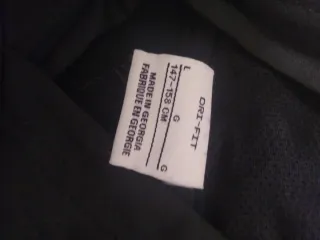 DRI-FIT
G
L
147~158 CM
G
MADE IN GEORGIA
FABRIQUE EN GEORGIE